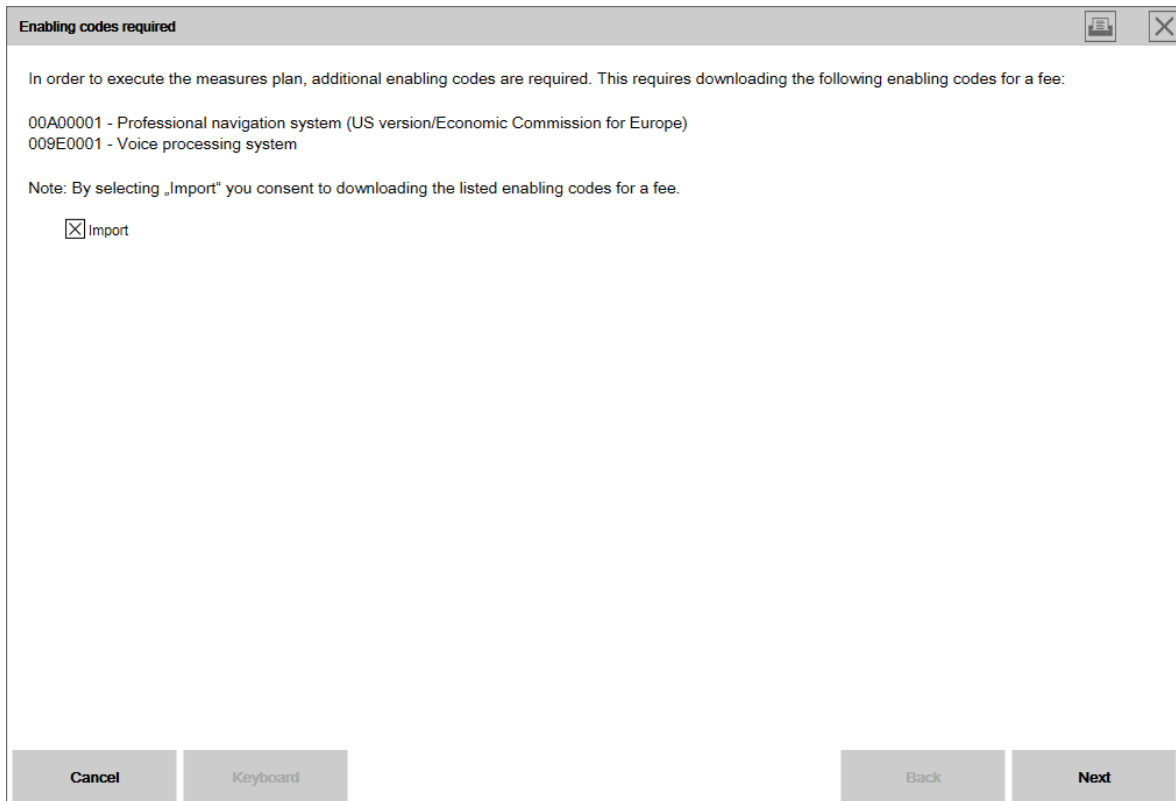 Enabling codes required
In order to execute the measures plan, additional enabling codes are required. This requires downloading the following enabling codes for a fee:
00A00001 - Professional navigation system (US version/Economic Commission for Europe)
009E0001 - Voice processing system
Note: By selecting „Import“ you consent to downloading the listed enabling codes for a fee.
Import
Cancel
Keyboard
Back
Next